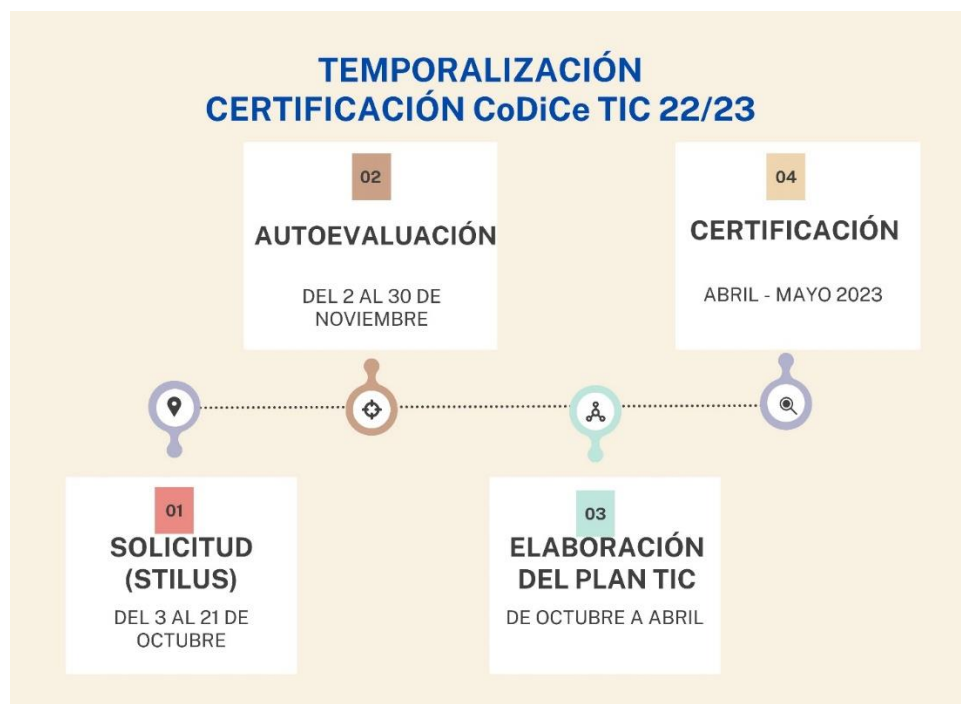 TEMPORALIZACIÓN
CERTIFICACIÓN CoDiCe TIC 22/23
01
SOLICITUD
(STILUS)
DEL 3 AL 21 DE
OCTUBRE
02
AUTOEVALUACIÓN
DEL 2 AL 30 DE
NOVIEMBRE
03
ELABORACIÓN
DEL PLAN TIC
DE OCTUBRE A ABRIL
04
CERTIFICACIÓN
ABRIL - MAYO 2023